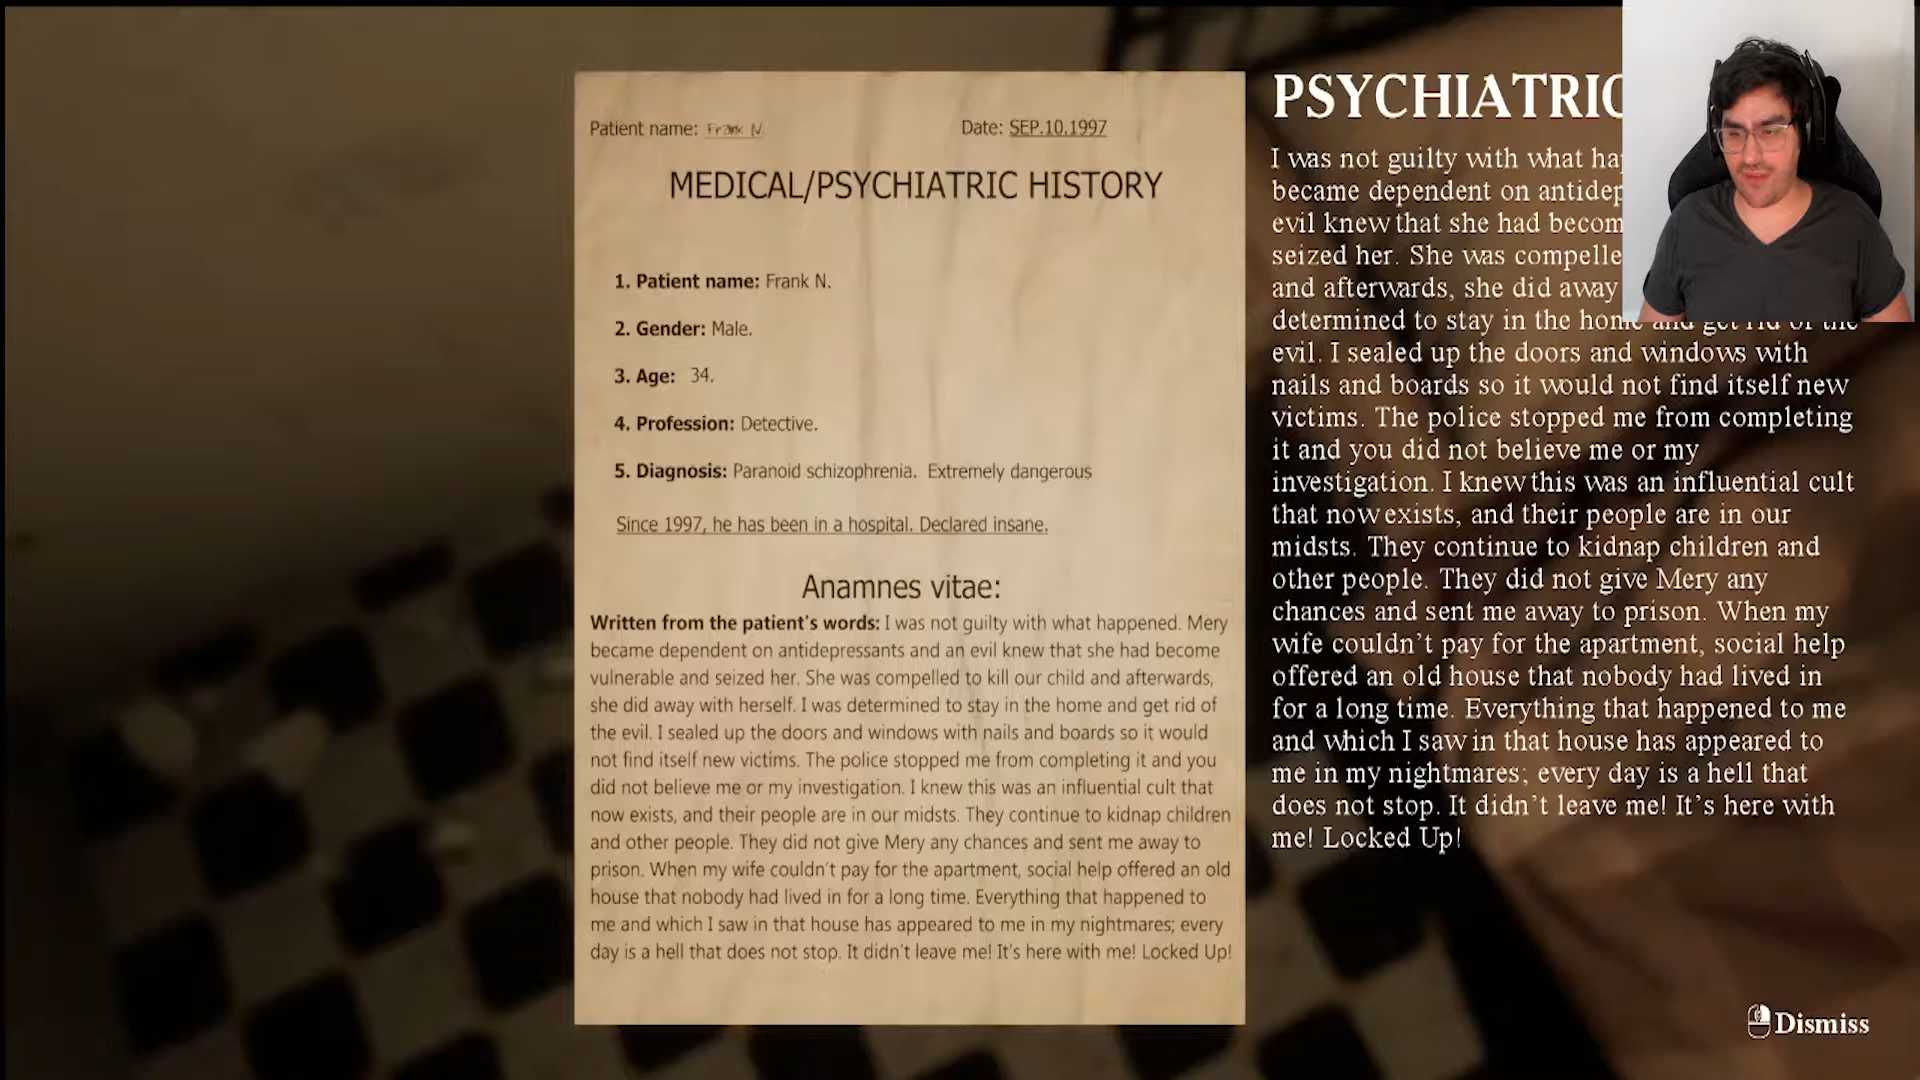 Patient name: Frank N.
Date: SEP.10.1997
MEDICAL/PSYCHIATRIC HISTORY
1. Patient name: Frank N.
2. Gender: Male.
3. Age: 34.
4. Profession: Detective.
5. Diagnosis: Paranoid schizophrenia. Extremely dangerous
Since 1997, he has been in a hospital. Declared insane.
Anamnes vitae:
Written from the patient's words: I was not guilty with what happened. Mery
became dependent on antidepressants and an evil knew that she had become
vulnerable and seized her. She was compelled to kill our child and afterwards,
she did away with herself. I was determined to stay in the home and get rid of
the evil. I sealed up the doors and windows with nails and boards so it would
not find itself new victims. The police stopped me from completing it and you
did not believe me or my investigation. I knew this was an influential cult that
now exists, and their people are in our midsts. They continue to kidnap children
and other people. They did not give Mery any chances and sent me away to
prison. When my wife couldn't pay for the apartment, social help offered an old
house that nobody had lived in for a long time. Everything that happened to
me and which I saw in that house has appeared to me in my nightmares; every
day is a hell that does not stop. It didn't leave me! It's here with me! Locked Up!
PSYCHIATRIC
I was not guilty with what
became dependent on
evil knew that she had
seized her. She was
and afterwards, she did away
determined to stay in the home and get rid of the
evil. I sealed up the doors and windows with
nails and boards so it would not find itself new
victims. The police stopped me from completing
it and you did not believe me or my
investigation. I knew this was an influential cult
that now exists, and their people are in our
midsts. They continue to kidnap children and
other people. They did not give Mery any
chances and sent me away to prison. When my
wife couldn't pay for the apartment, social help
offered an old house that nobody had lived in
for a long time. Everything that happened to me
and which I saw in that house has appeared to
me in my nightmares; every day is a hell that
does not stop. It didn't leave me! It's here with
me! Locked Up!
Dismiss